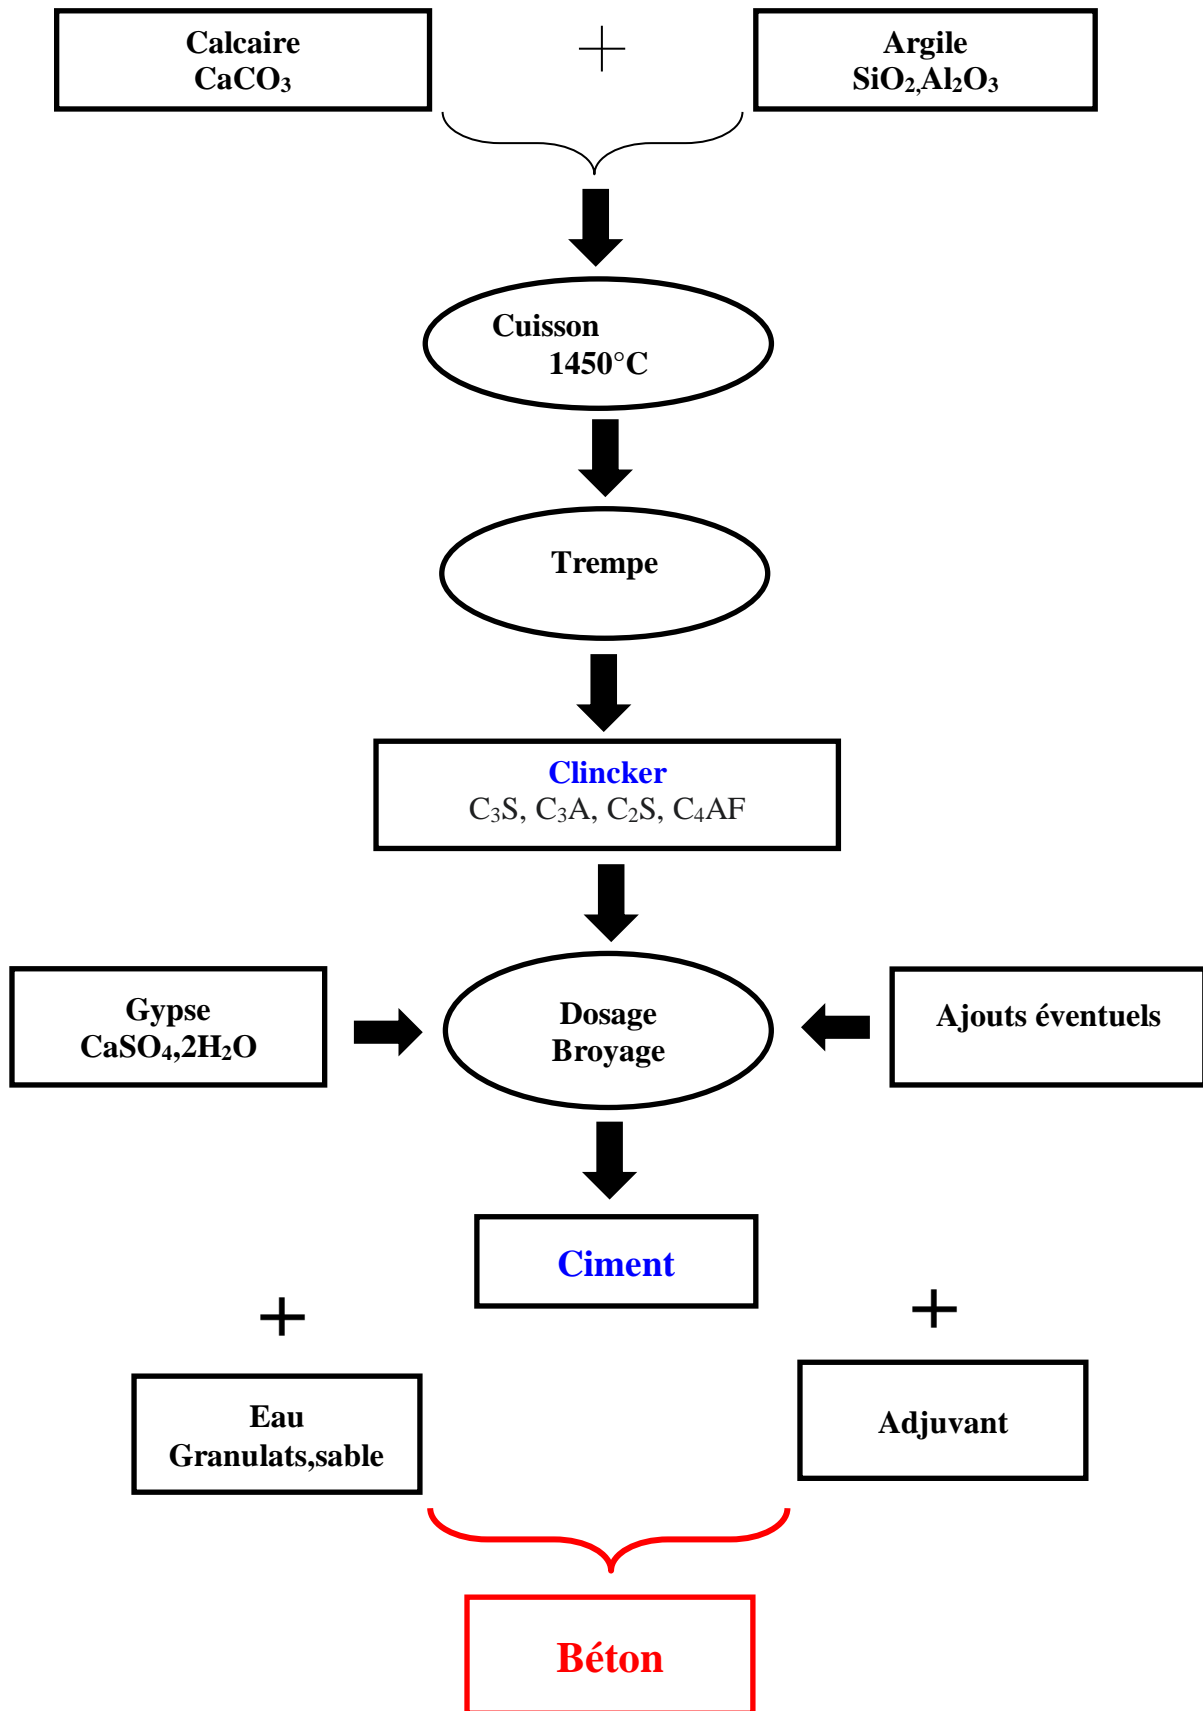 Calcaire
CaCO₃
+
Argile
SiO₂,Al₂O₃
Cuisson
1450°C
Trempe
Clincker
C₃S, C₃A, C₂S, C₄AF
Gypse
CaSO₄,2H₂O
Dosage
Broyage
Ajouts éventuels
Ciment
+
+
Eau
Granulats,sable
Adjuvant
Béton